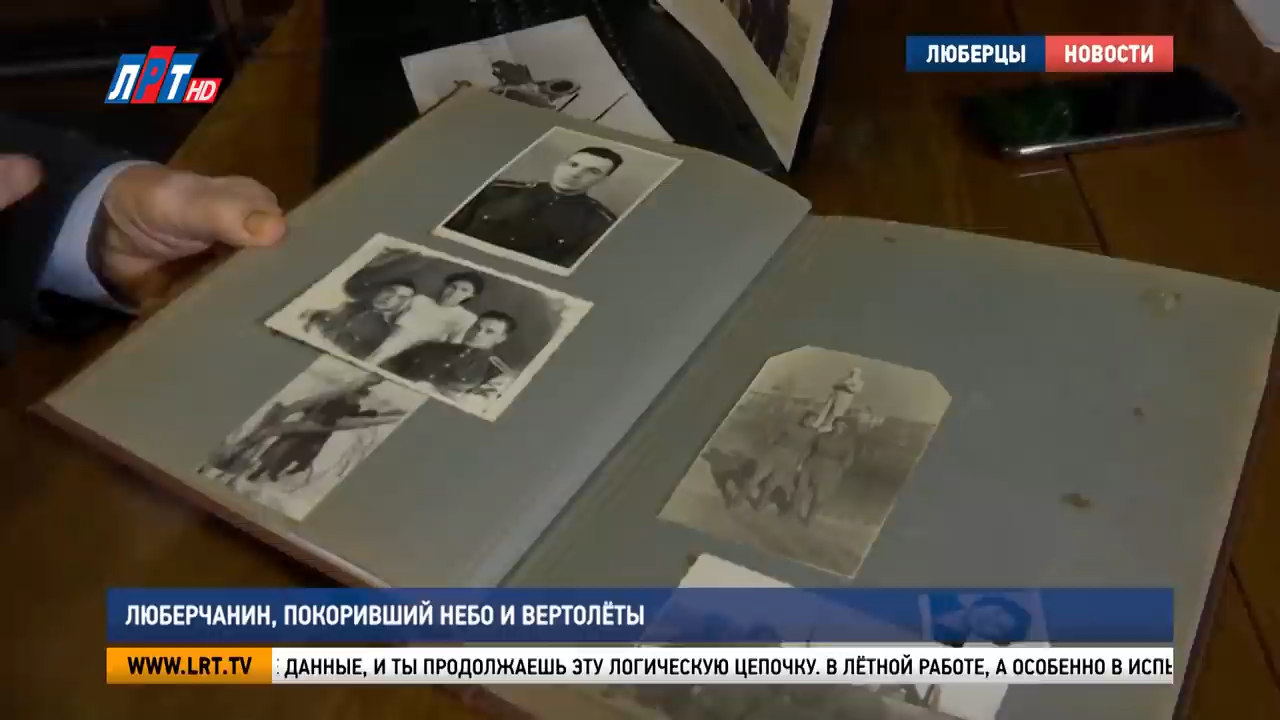 ЛРТ HD
ЛЮБЕРЦЫ НОВОСТИ
ЛЮБЕРЧАНИН, ПОКОРИВШИЙ НЕБО И ВЕРТОЛЁТЫ
WWW.LRT.TV ДАННЫЕ, И ТЫ ПРОДОЛЖАЕШЬ ЭТУ ЛОГИЧЕСКУЮ ЦЕПОЧКУ. В ЛЁТНОЙ РАБОТЕ, А ОСОБЕННО В ИСПЬ